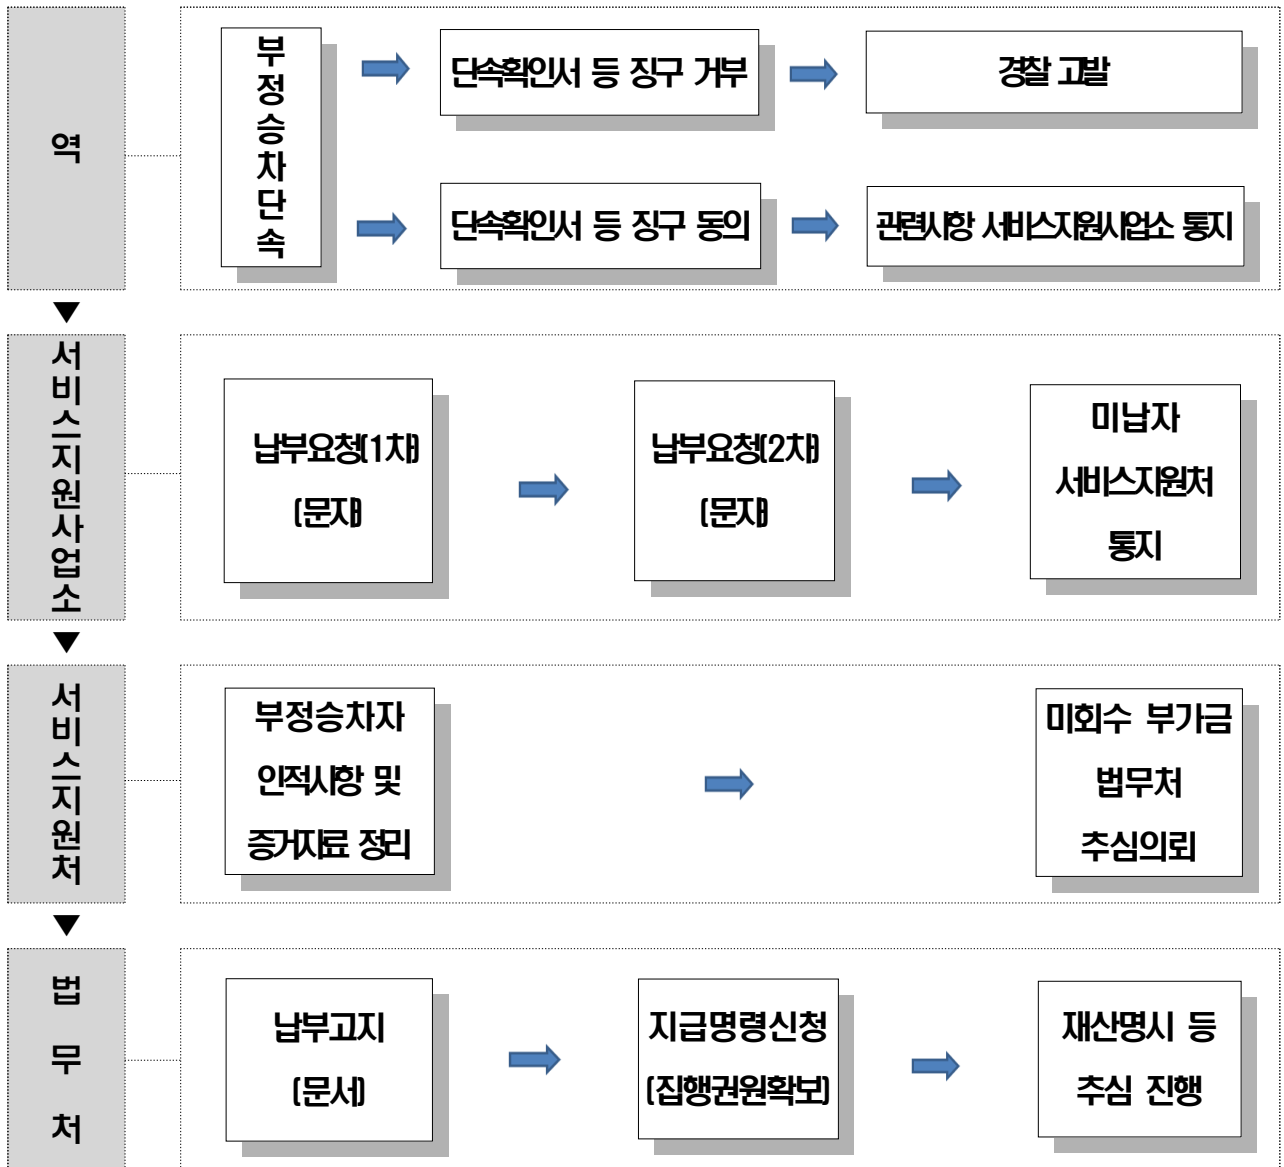 역
부정승차단속
단속확인서 등 징구 거부
경찰 고발
단속확인서 등 징구 동의
관련사항 서비스지원사업소 통지
서비스지원사업소
납부요청(1차)
(문자)
납부요청(2차)
(문자)
미납자
서비스지원처
통지
서비스지원처
부정승차자
인적사항 및
증거자료 정리
미회수 부가금
법무처
추심의뢰
법무처
납부고지
(문서)
지급명령신청
(집행권원확보)
재산명시 등
추심 진행